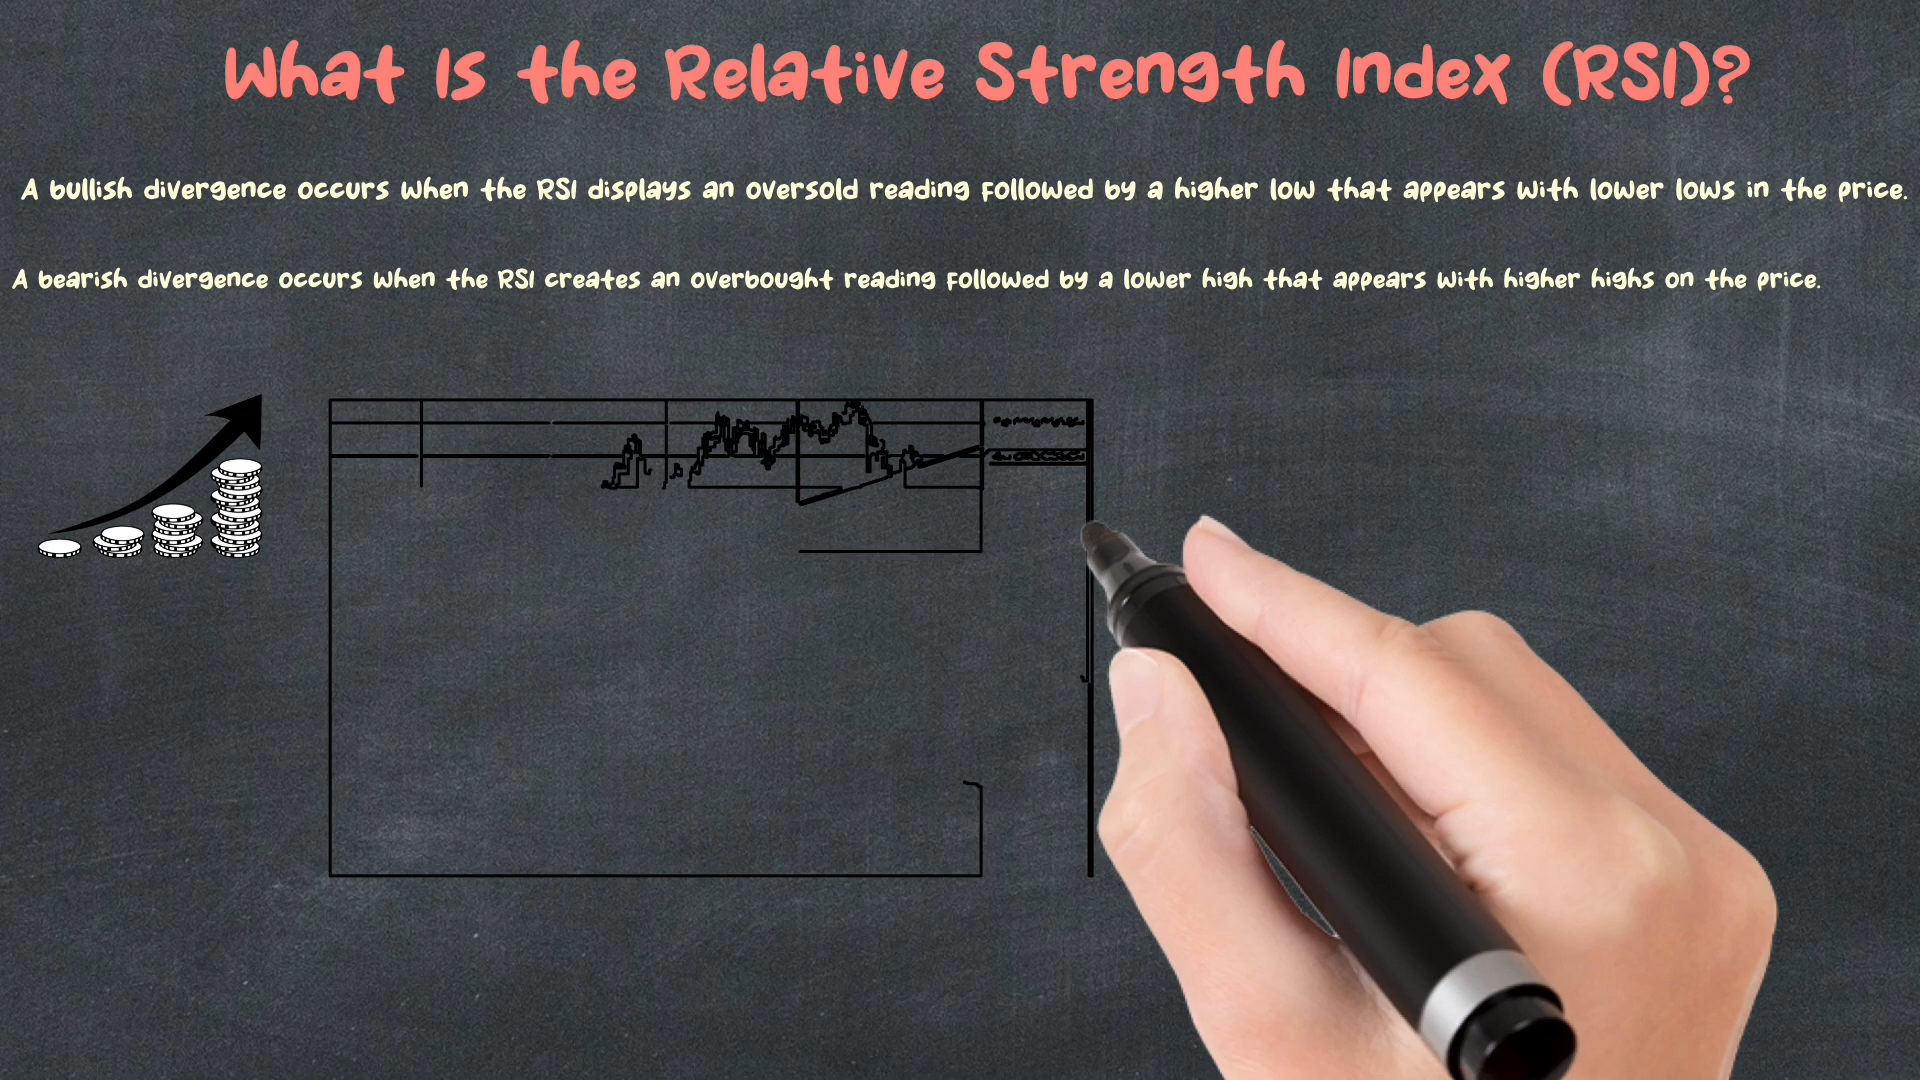 What Is the Relative Strength Index (RSI)?
A bullish divergence occurs when the RSI displays an oversold reading followed by a higher low that appears with lower lows in the price.
A bearish divergence occurs when the RSI creates an overbought reading followed by a lower high that appears with higher highs on the price.